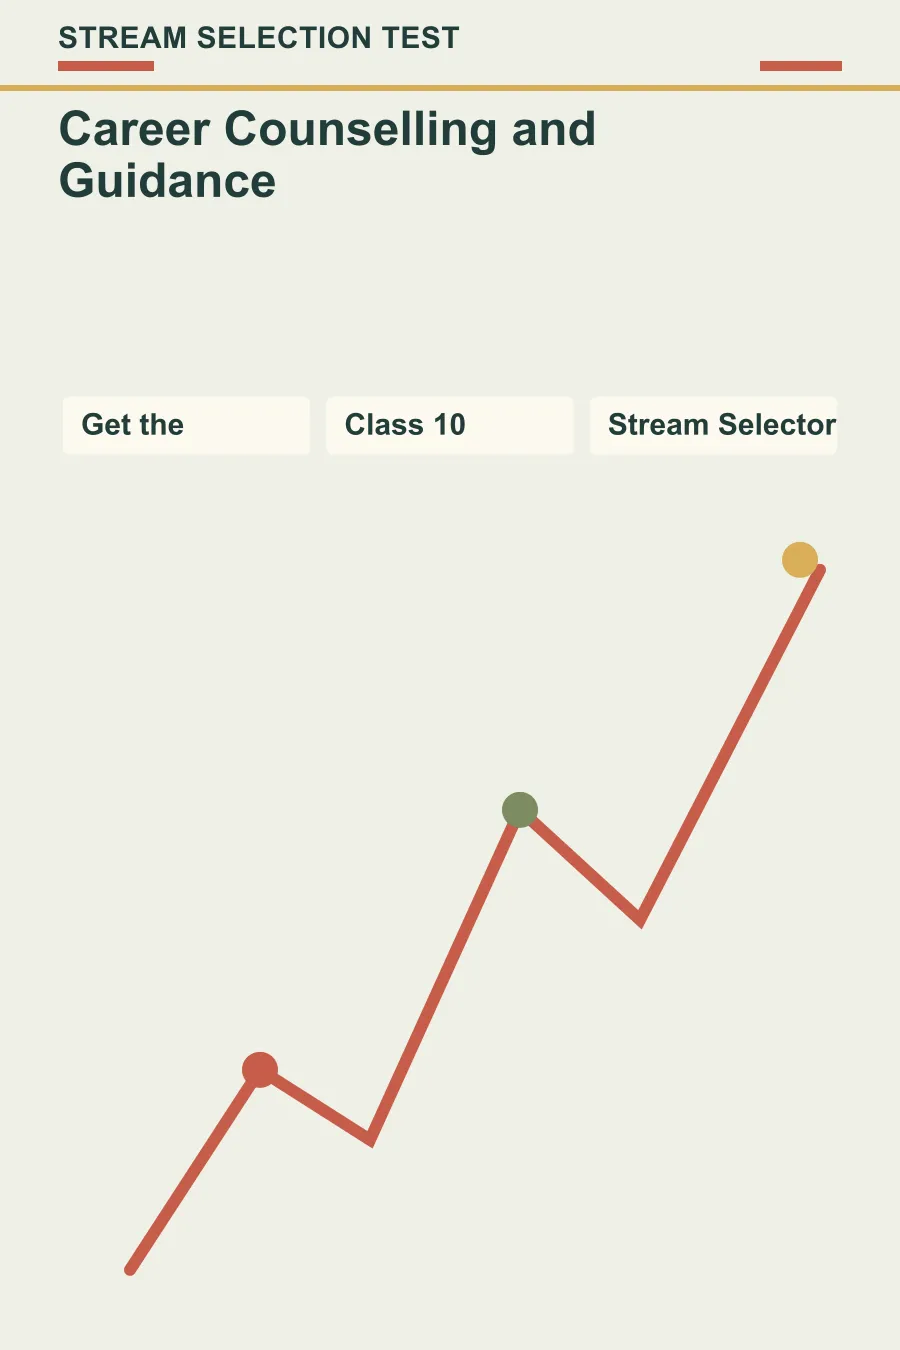 STREAM SELECTION TEST
Career Counselling and
Guidance
Get the
Class 10
Stream Selector